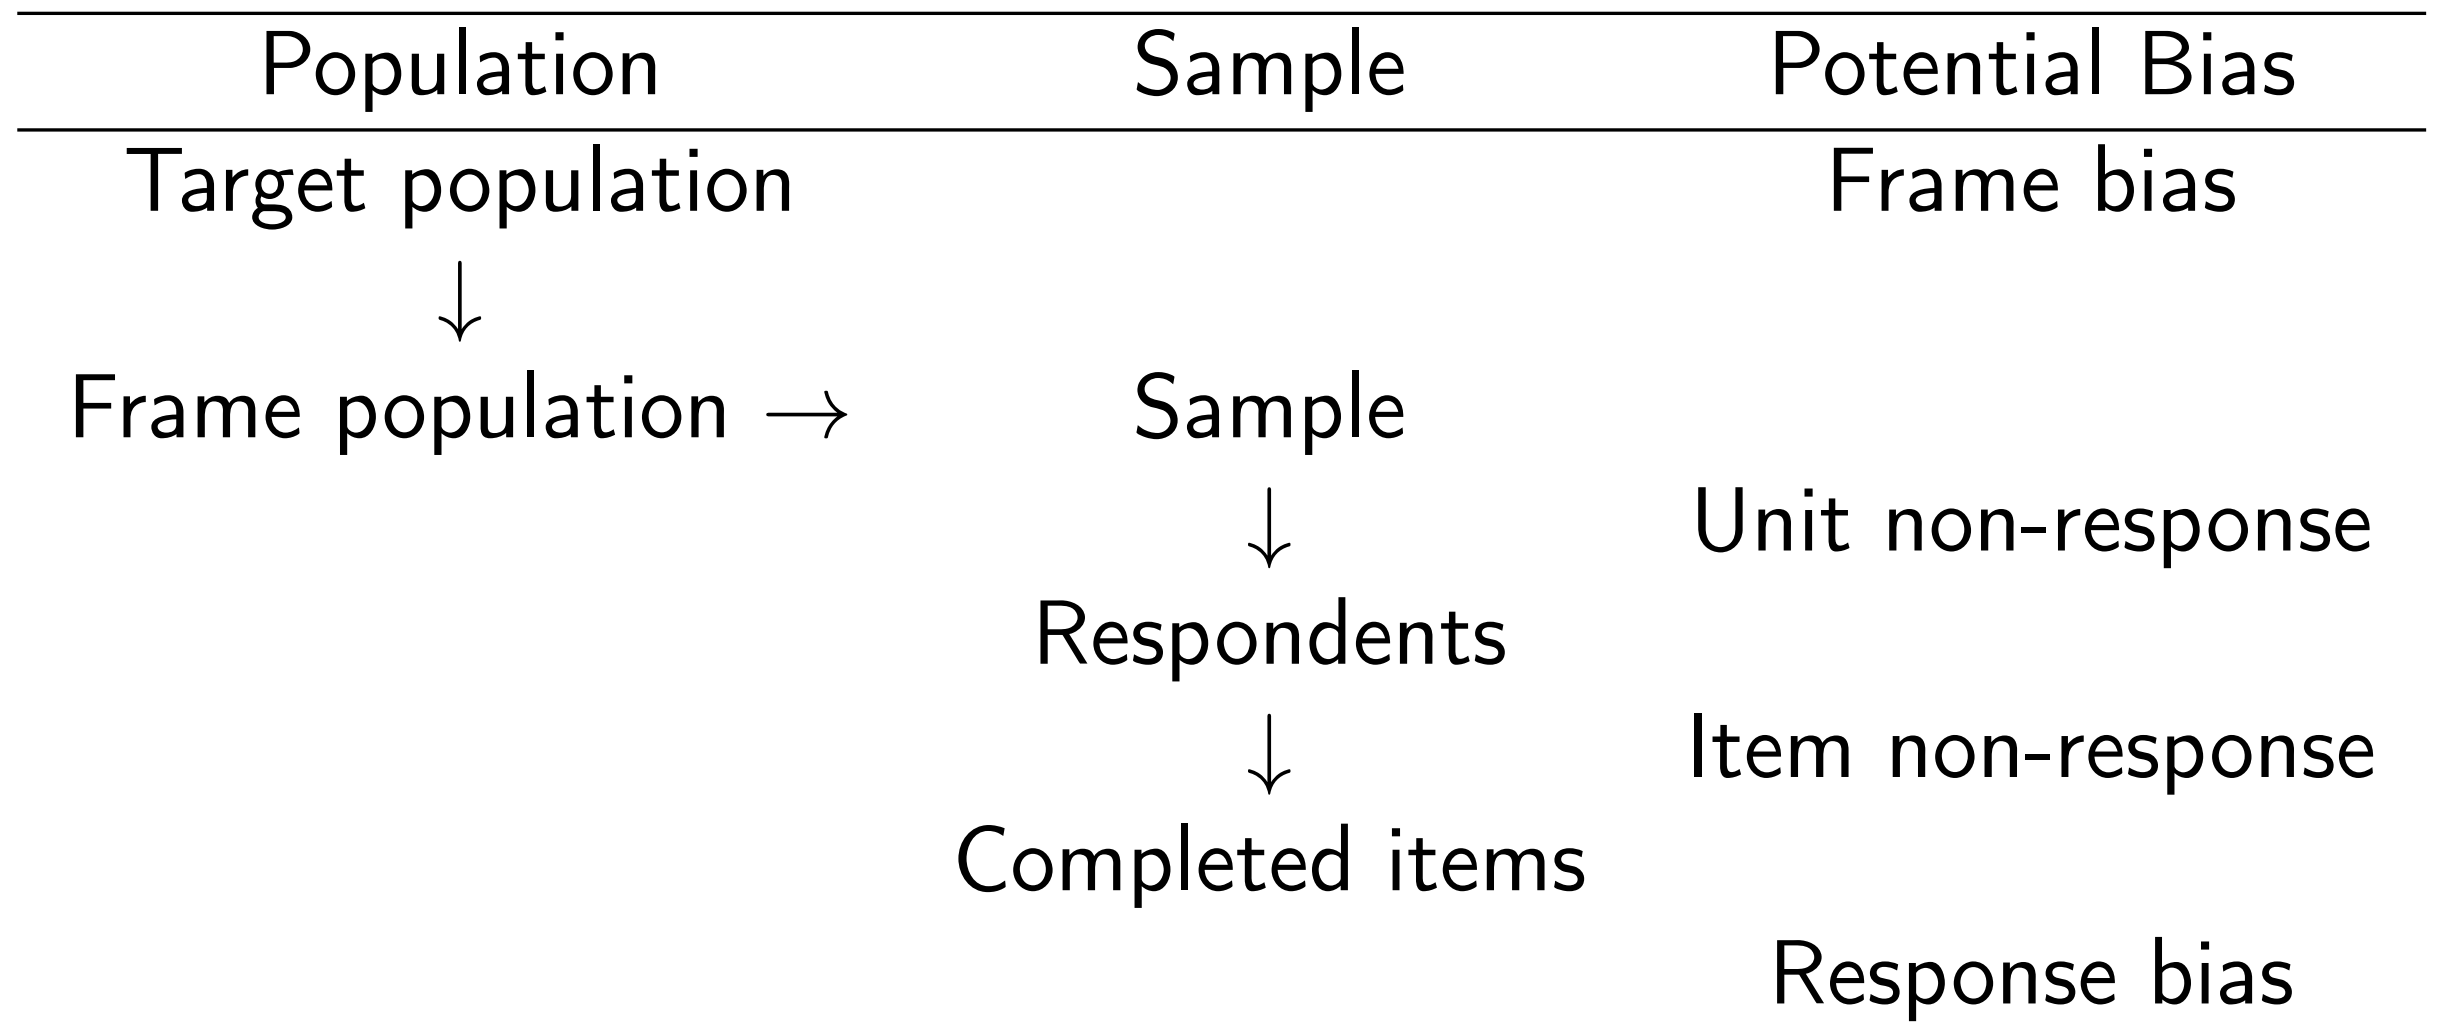 Population Sample Potential Bias
Target population Frame bias
↓
Frame population → Sample
↓ Unit non-response
Respondents
↓ Item non-response
Completed items
Response bias